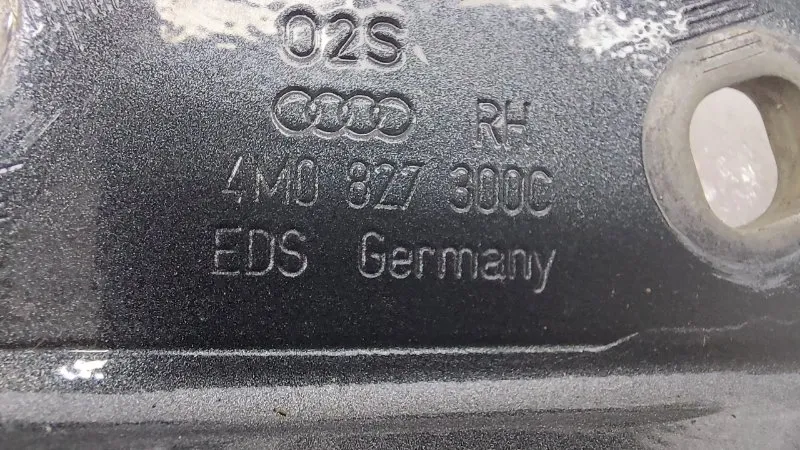 02S
RH
4M0 827 300C
EDS Germany